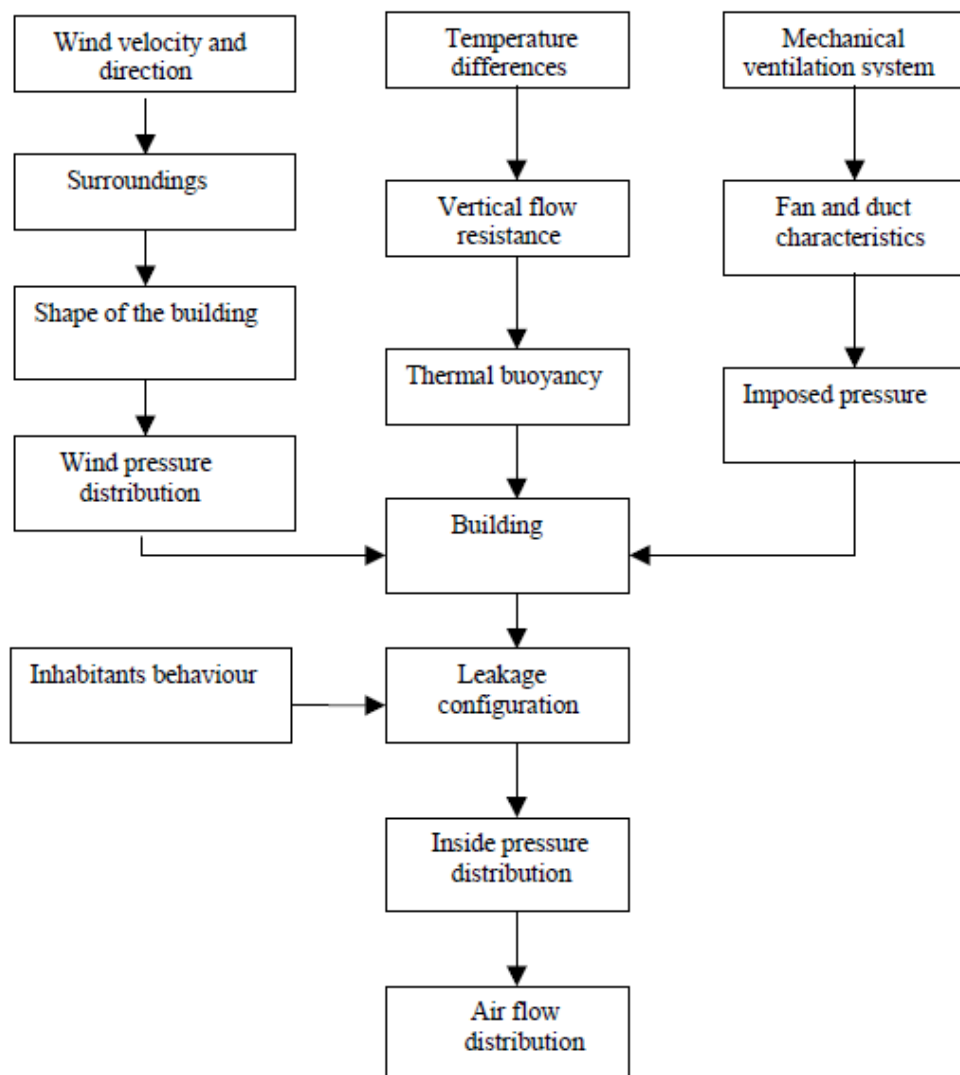 Wind velocity and
direction
Temperature
differences
Mechanical
ventilation system
Surroundings
Vertical flow
resistance
Fan and duct
characteristics
Shape of the building
Thermal buoyancy
Imposed pressure
Wind pressure
distribution
Building
Inhabitants behaviour
Leakage
configuration
Inside pressure
distribution
Air flow
distribution